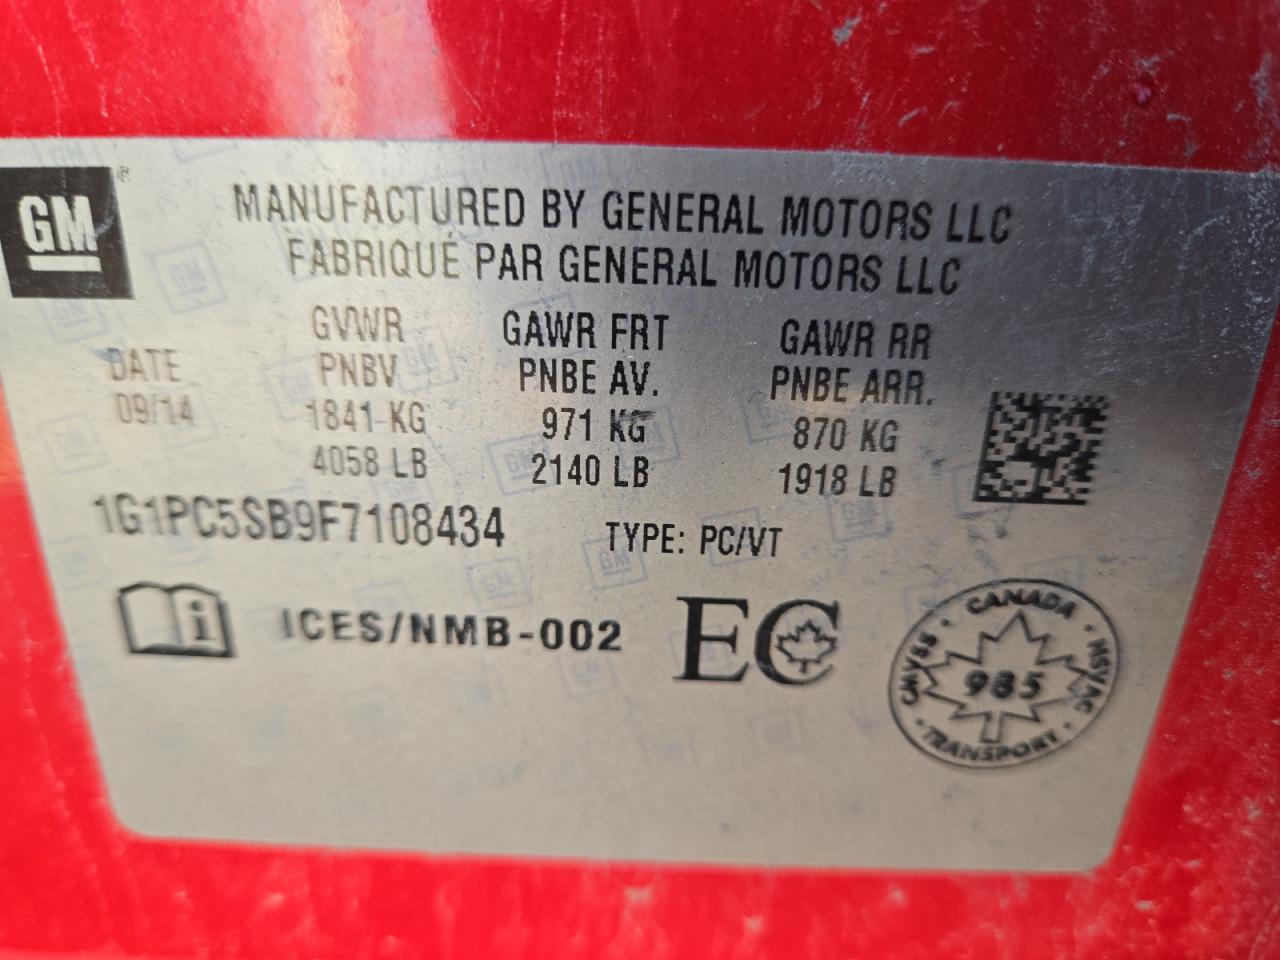 GM
MANUFACTURED BY GENERAL MOTORS LLC
FABRIQUÉ PAR GENERAL MOTORS LLC
GVWR GAWR FRT GAWR RR
DATE PNBV PNBE AV. PNBE ARR.
09/14 1841 KG 971 KG 870 KG
4058 LB 2140 LB 1918 LB
1G1PC5SB9F7108434 TYPE: PC/VT
i ICES/NMB-002 EC
CANADA
CMVSS 985 NSVAC
TRANSPORT